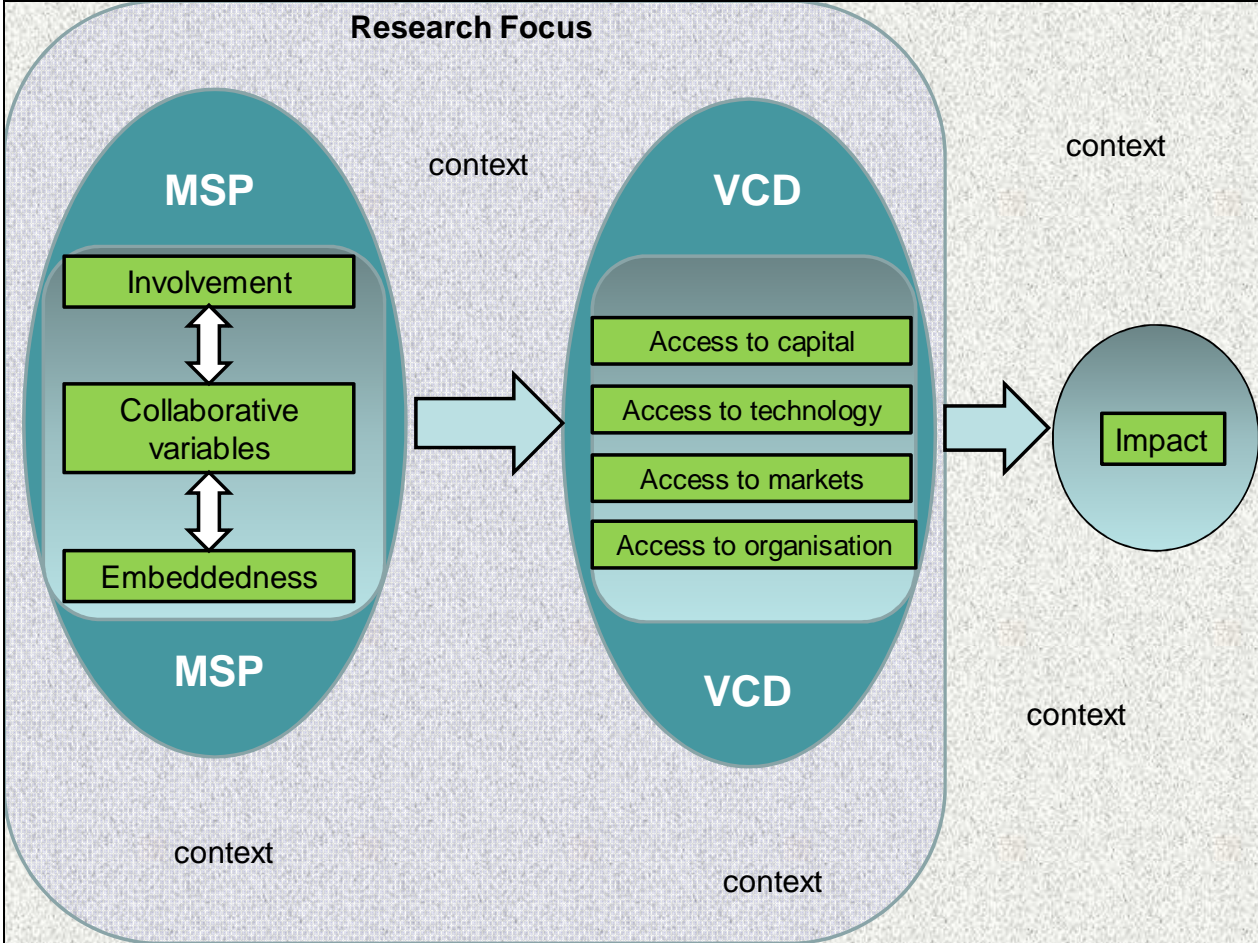 Research Focus
context
context
MSP
VCD
Involvement
Collaborative
variables
Embeddedness
Access to capital
Access to technology
Access to markets
Access to organisation
Impact
MSP
VCD
context
context
context